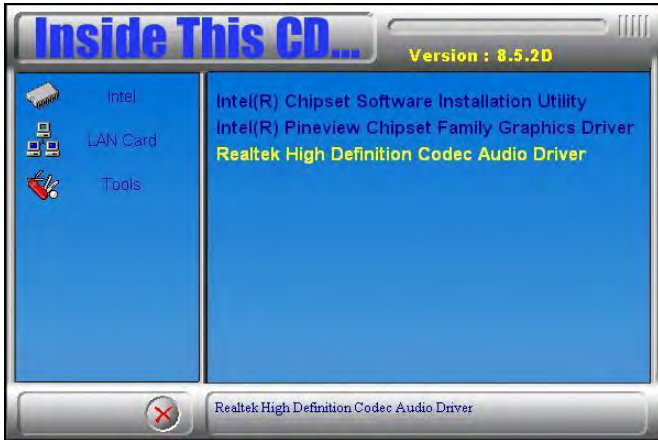 Inside This CD...
Version : 8.5.2D
Intel
LAN Card
Tools
Intel(R) Chipset Software Installation Utility
Intel(R) Pineview Chipset Family Graphics Driver
Realtek High Definition Codec Audio Driver
Realtek High Definition Codec Audio Driver